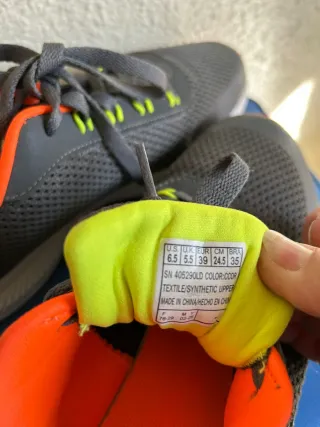 U.S. U.K. EUR CM BRA
6.5 5.5 39 24.5 35
SN 405290LD COLOR:CCOR
TEXTILE/SYNTHETIC UPPER
MADE IN CHINA/HECHO EN CHINA
F M